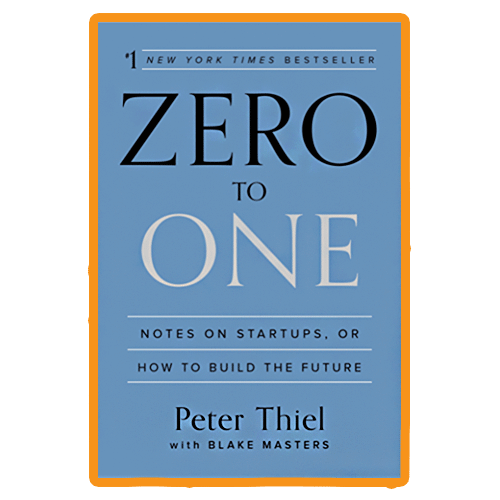 #1 NEW YORK TIMES BESTSELLER
ZERO
TO
ONE
NOTES ON STARTUPS, OR
HOW TO BUILD THE FUTURE
Peter Thiel
with BLAKE MASTERS